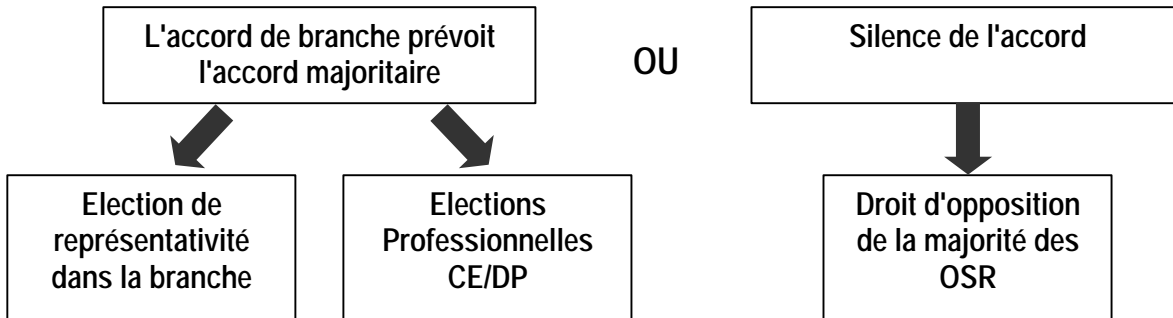 L'accord de branche prévoit
l'accord majoritaire
OU
Silence de l'accord
Election de
représentativité
dans la branche
Elections
Professionnelles
CE/DP
Droit d'opposition
de la majorité des
OSR